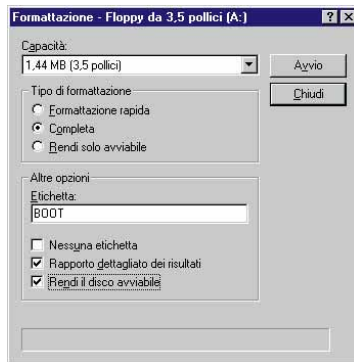 Formattazione - Floppy da 3,5 pollici (A:)
Capacità:
1,44 MB (3,5 pollici)
Avvio
Tipo di formattazione
Chiudi
Formattazione rapida
Completa
Rendi solo avviabile
Altre opzioni
Etichetta:
BOOT
Nessuna etichetta
Rapporto dettagliato dei risultati
Rendi il disco avviabile